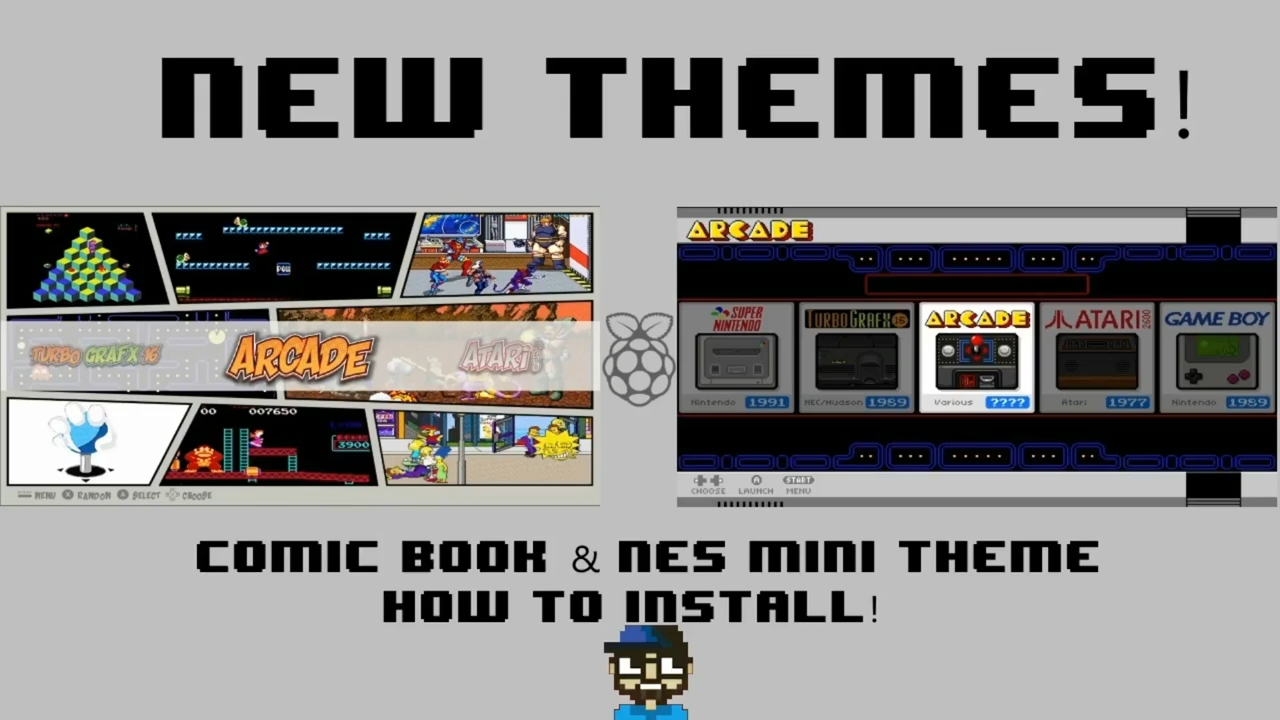 NEW THEMES!
POW
TURBO GRAFX 16
ARCADE
ATARI
00 007650
3900
MENU RANDOM SELECT CHOOSE
ARCADE
SUPER NINTENDO
TURBOGRAFX 16
ARCADE
ATARI 2600
GAME BOY
Nintendo 1991
NEC/Hudson 1989
Various ????
Atari 1977
Nintendo 1989
CHOOSE LAUNCH START MENU
COMIC BOOK & NES MINI THEME
HOW TO INSTALL!